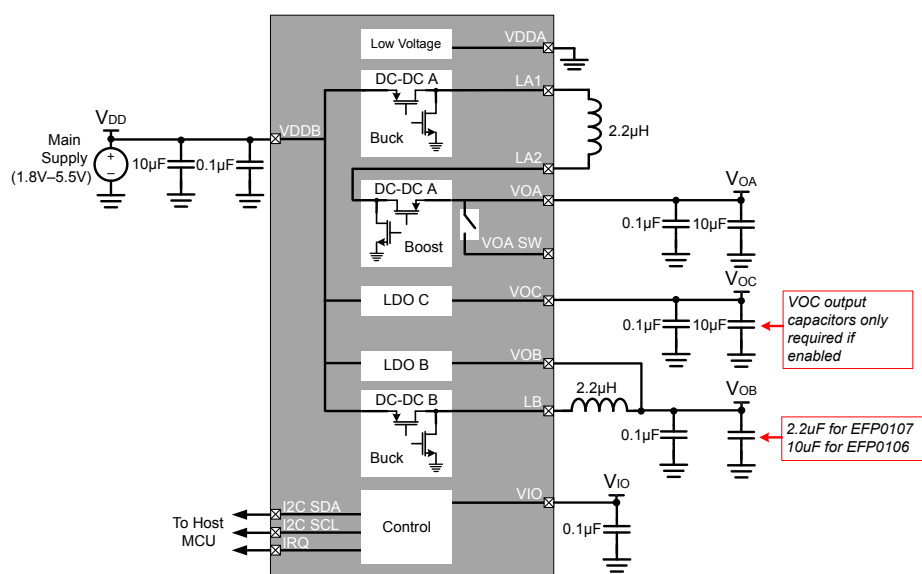 Low Voltage
VDDA
DC-DC A
LA1
Buck
2.2µH
VDD
Main
Supply
(1.8V–5.5V)
+
−
10µF
0.1µF
VDDB
LA2
DC-DC A
VOA
Boost
VOA SW
0.1µF
10µF
VOA
LDO C
VOC
0.1µF
10µF
VOC
VOC output
capacitors only
required if
enabled
LDO B
VOB
DC-DC B
LB
Buck
2.2µH
0.1µF
VOB
2.2uF for EFP0107
10uF for EFP0106
VIO
VIO
0.1µF
Control
I2C SDA
I2C SCL
IRQ
To Host
MCU